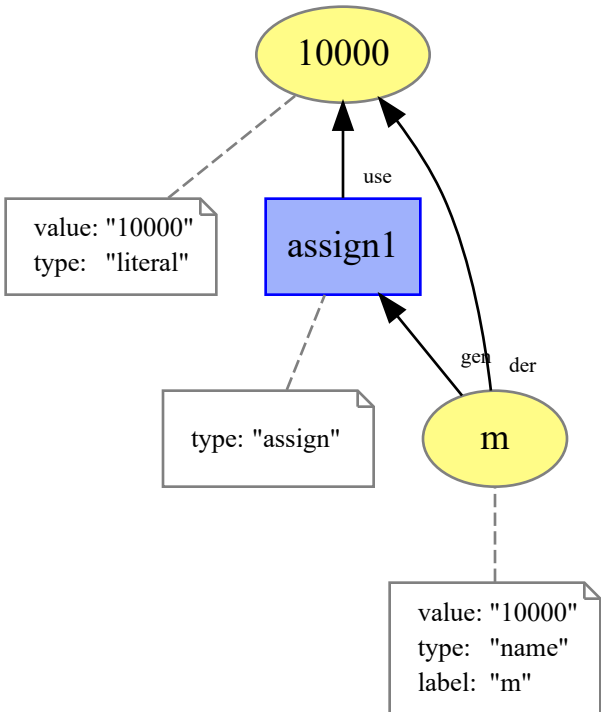 10000
use
value: "10000"
type: "literal"
assign1
gen
der
type: "assign"
m
value: "10000"
type: "name"
label: "m"